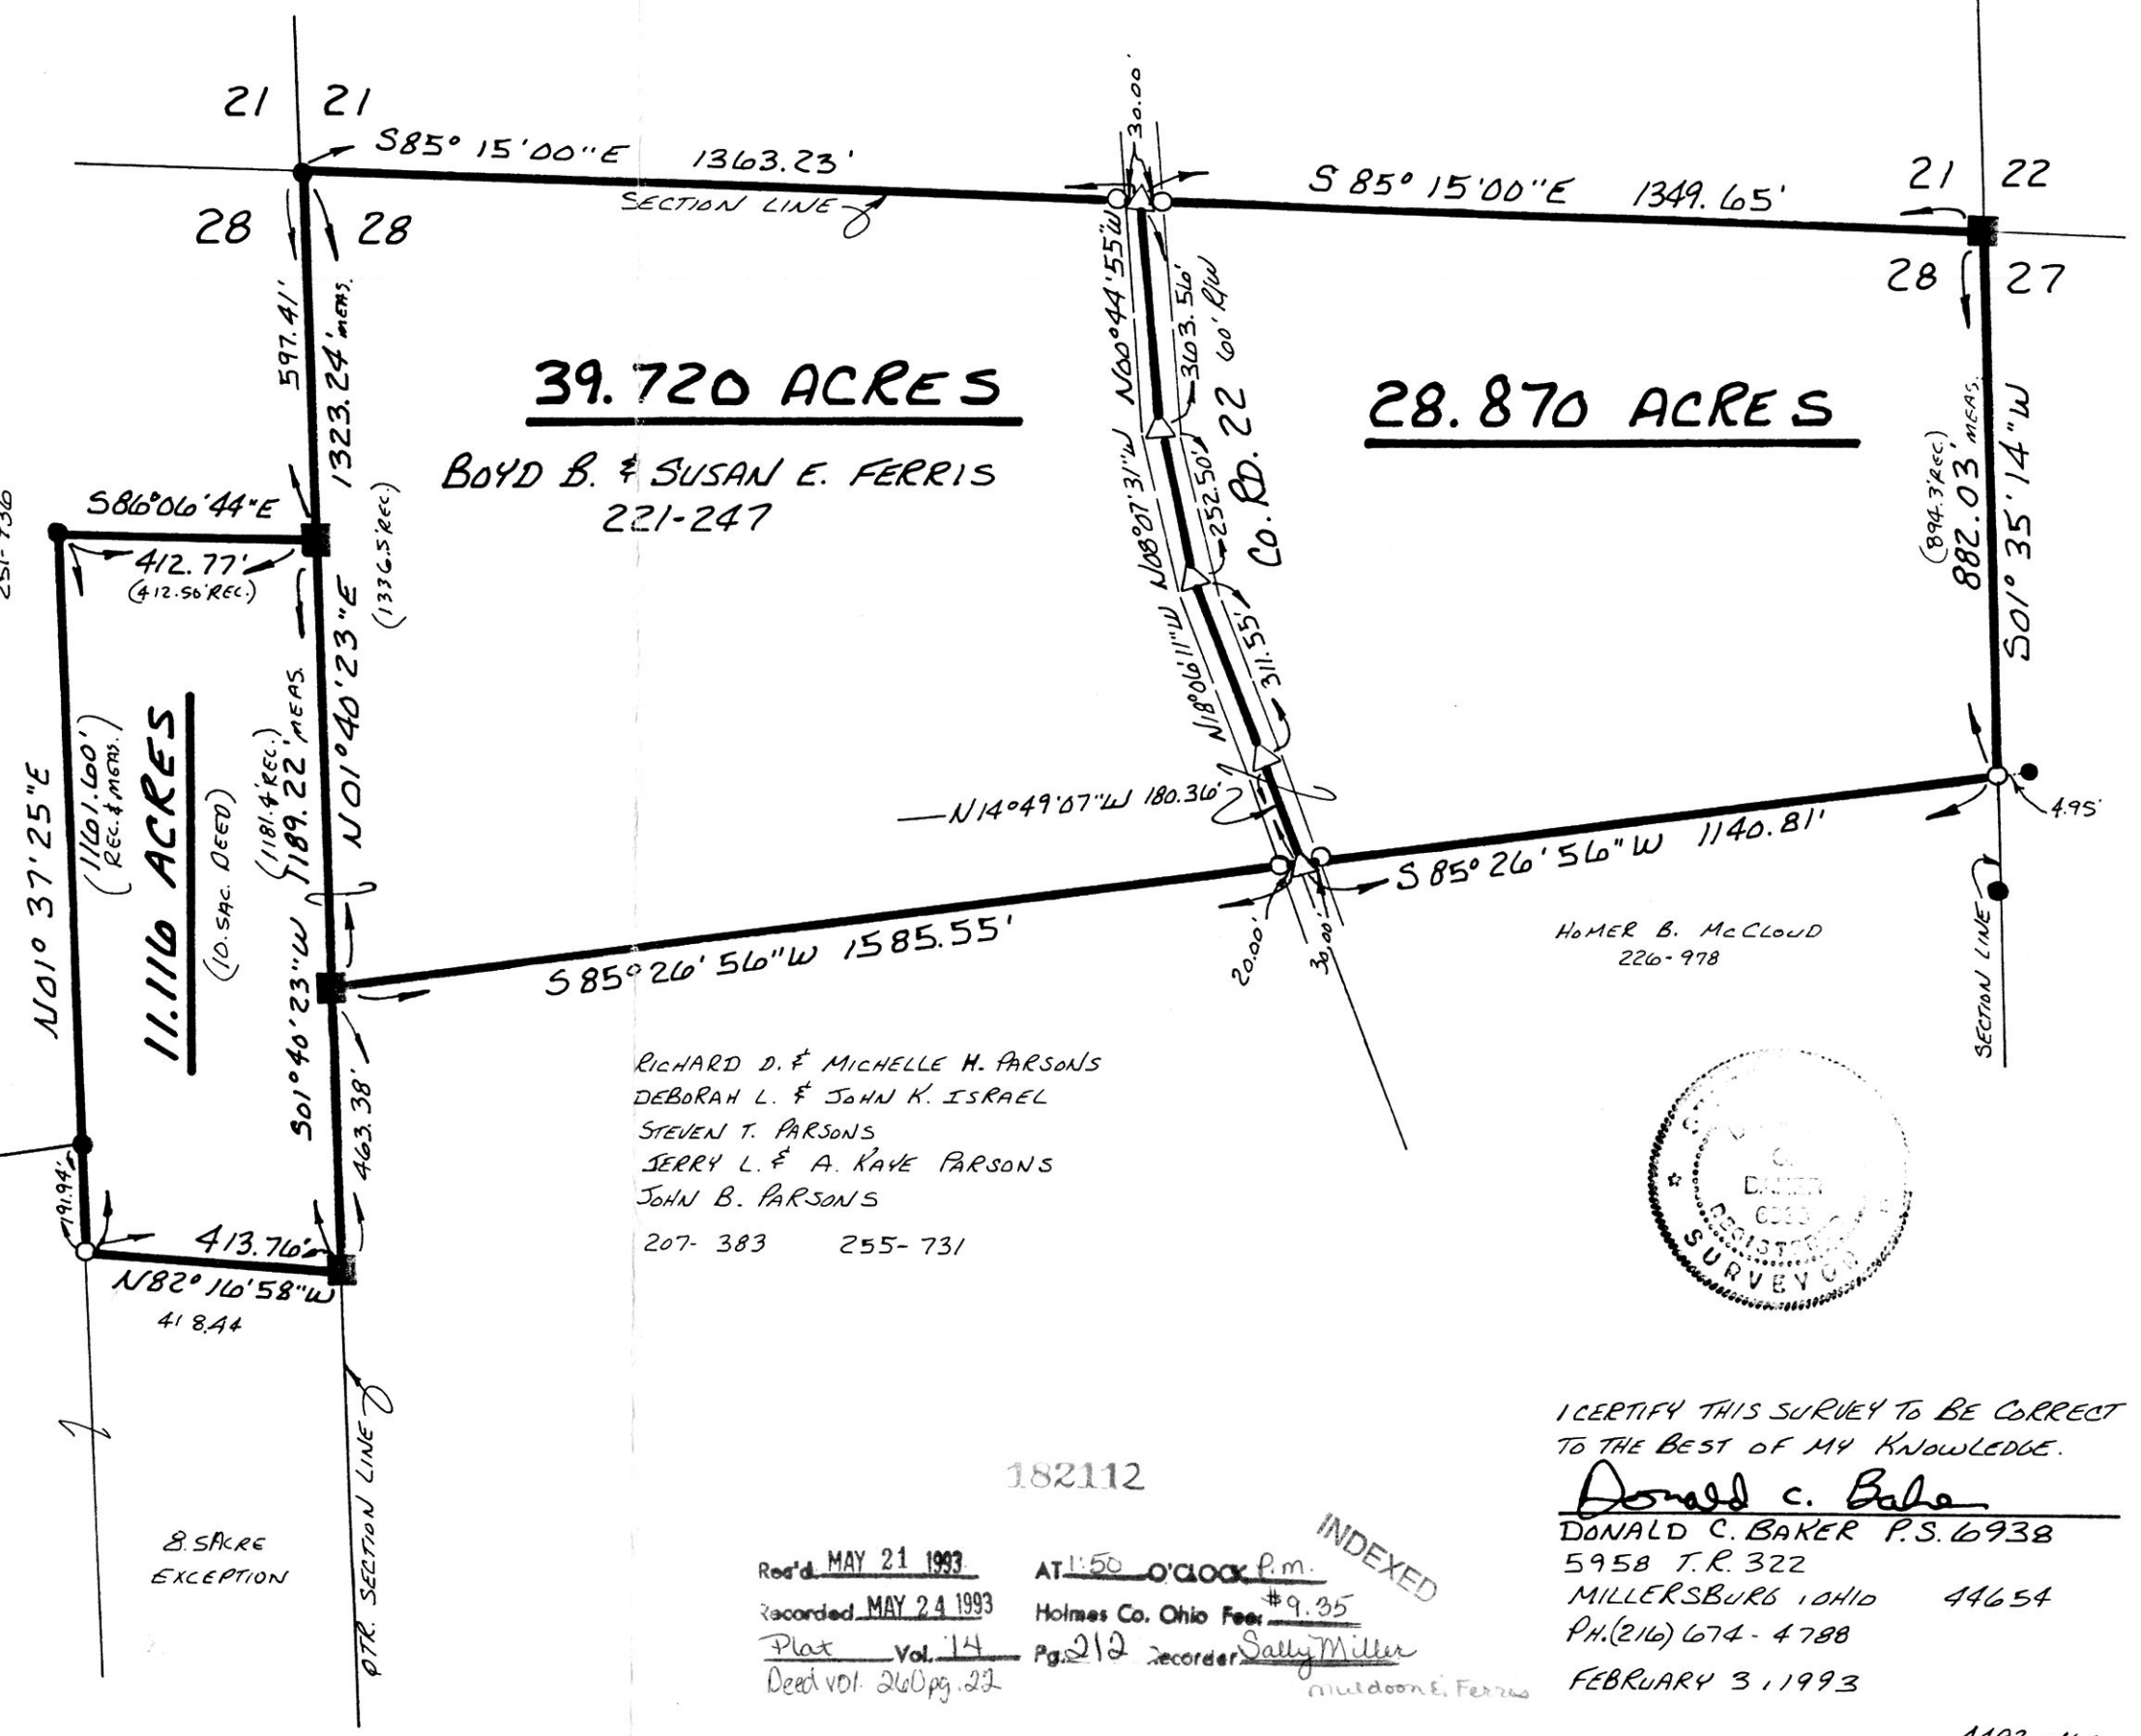 21 21
28 28
S85° 15'00"E 1363.23'
SECTION LINE
30.00'
S 85° 15'00"E 1349.65'
21 22
28 27
597.41'
1323.24' MEAS.
(1336.5' REC.)
N01°40'23"E
39.720 ACRES
BOYD B. & SUSAN E. FERRIS
221-247
N00°44'55"W
363.56'
N08°07'31"W
252.50'
CO. RD. 22 60' R/W
N18°06'11"W
311.55'
N14°49'07"W 180.36'
28.870 ACRES
(894.3' REC.)
882.03' MEAS.
S01°35'14"W
4.95'
251-736
S86°06'44"E
412.77'
(412.50' REC.)
N01°37'25"E
(1161.60')
REC. & MEAS.)
11.116 ACRES
(10.5AC. DEED)
(1181.4' REC.)
1189.22' MEAS.
S01°40'23"W
S85°26'56"W 1585.55'
20.00'
30.00'
S 85°26'56"W 1140.81'
HOMER B. McCLOUD
226-978
SECTION LINE
463.38'
191.94'
413.76'
N82°16'58"W
418.44
RICHARD D. & MICHELLE H. PARSONS
DEBORAH L. & JOHN K. ISRAEL
STEVEN T. PARSONS
JERRY L. & A. KAYE PARSONS
JOHN B. PARSONS
207-383 255-731
REGISTERED
SURVEYOR
QTR. SECTION LINE
8.5ACRE
EXCEPTION
182112
INDEXED
Rec'd. MAY 21 1993 AT 1:50 O'CLOCK P.m.
Recorded MAY 24 1993 Holmes Co. Ohio Fee: $9.35
Plat Vol. 14 Pg. 212 Recorder Sally Miller
Deed vol. 260 pg. 22
Muldoon & Ferris
I CERTIFY THIS SURVEY TO BE CORRECT
TO THE BEST OF MY KNOWLEDGE.
Donald C. Baker
DONALD C. BAKER P.S. 6938
5958 T.R. 322
MILLERSBURG, OHIO 44654
PH.(216) 674-4788
FEBRUARY 3, 1993